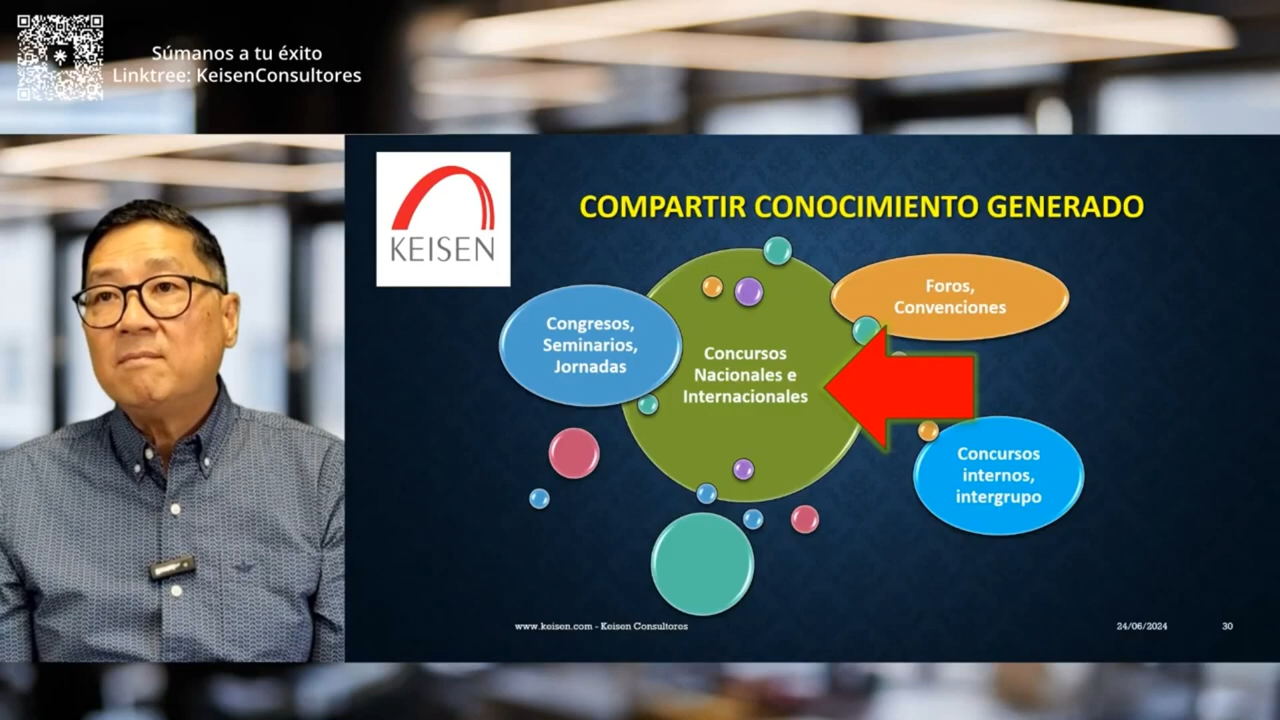 Súmanos a tu éxito
Linktree: KeisenConsultores
KEISEN
COMPARTIR CONOCIMIENTO GENERADO
Congresos,
Seminarios,
Jornadas
Concursos
Nacionales e
Internacionales
Foros,
Convenciones
Concursos
internos,
intergrupo
www.keisen.com - Keisen Consultores
24/06/2024
30